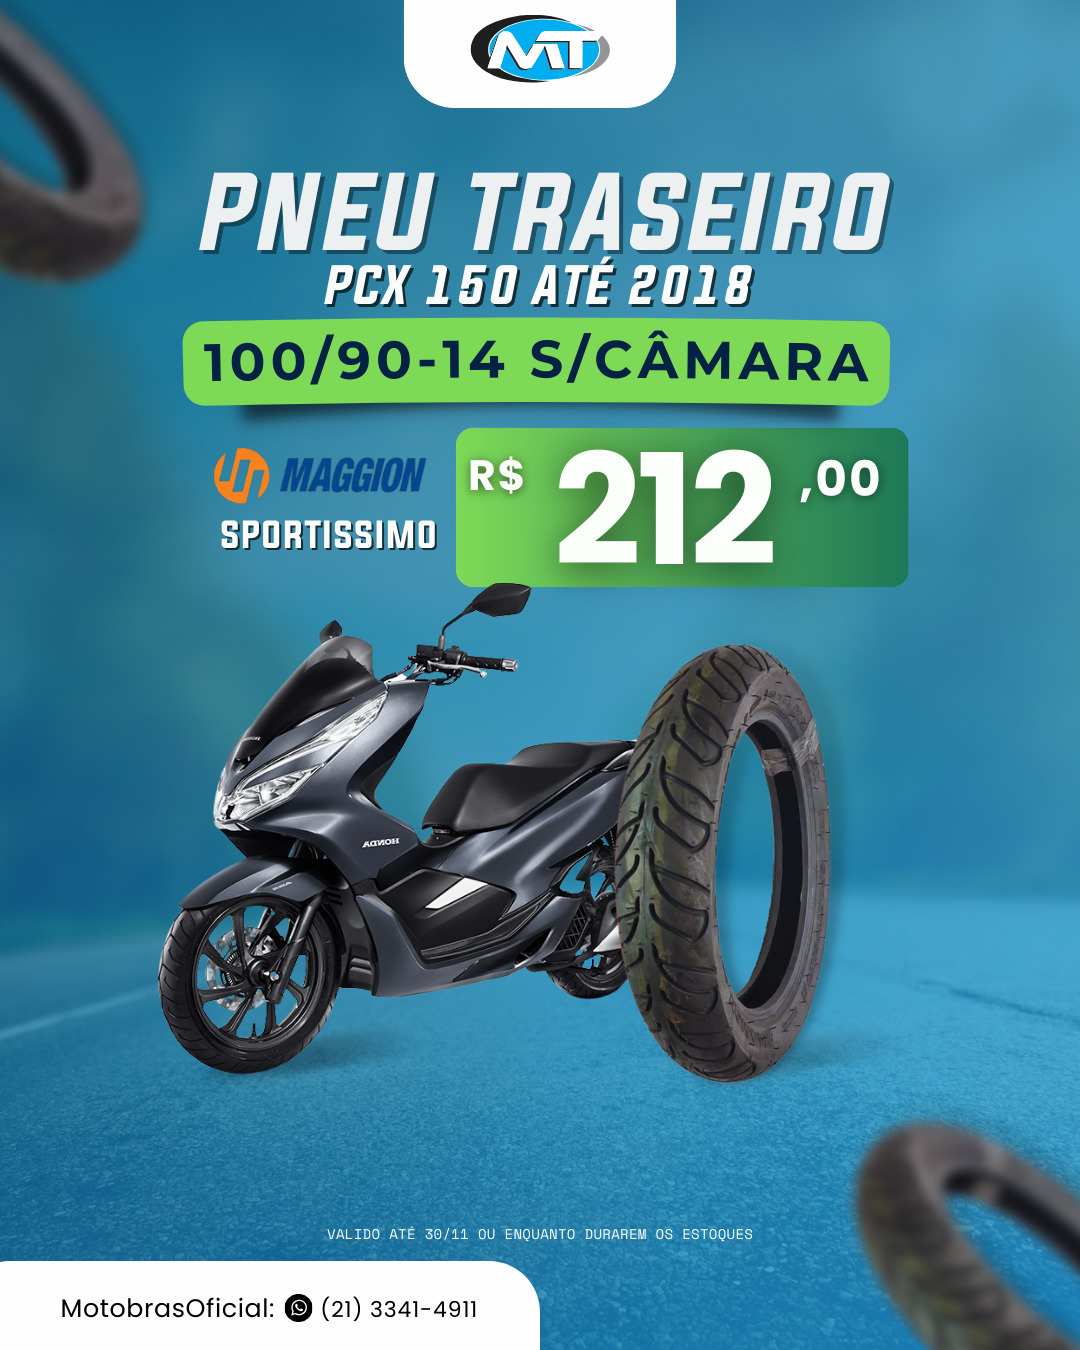 MT
PNEU TRASEIRO
PCX 150 ATÉ 2018
100/90-14 S/CÂMARA
MAGGION
SPORTISSIMO
R$ 212,00
HONDA
VALIDO ATÉ 30/11 OU ENQUANTO DURAREM OS ESTOQUES
MotobrasOficial: (21) 3341-4911